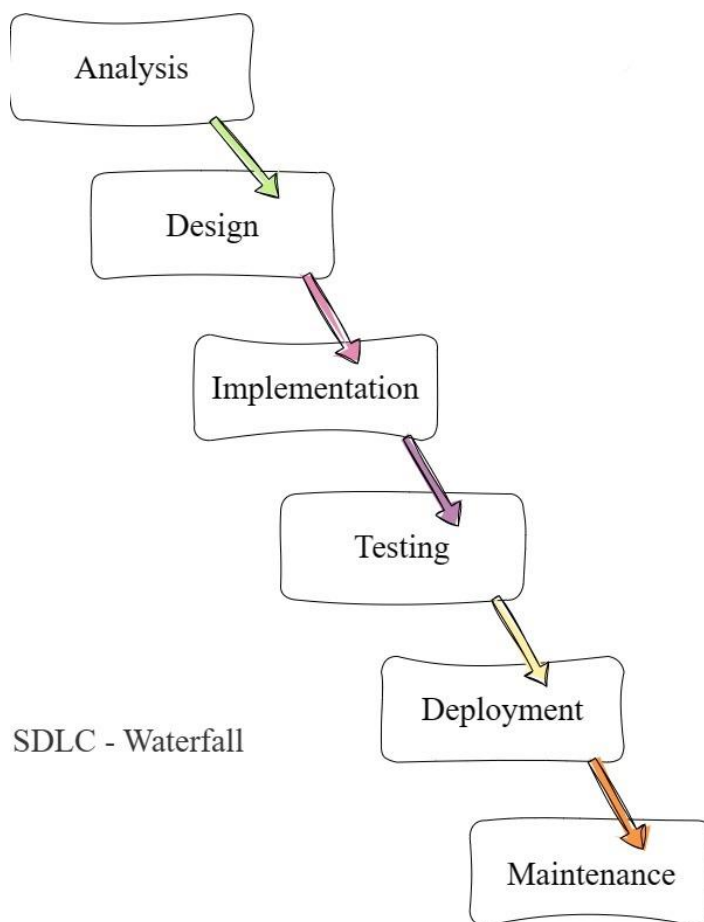 Analysis
Design
Implementation
Testing
Deployment
SDLC - Waterfall
Maintenance